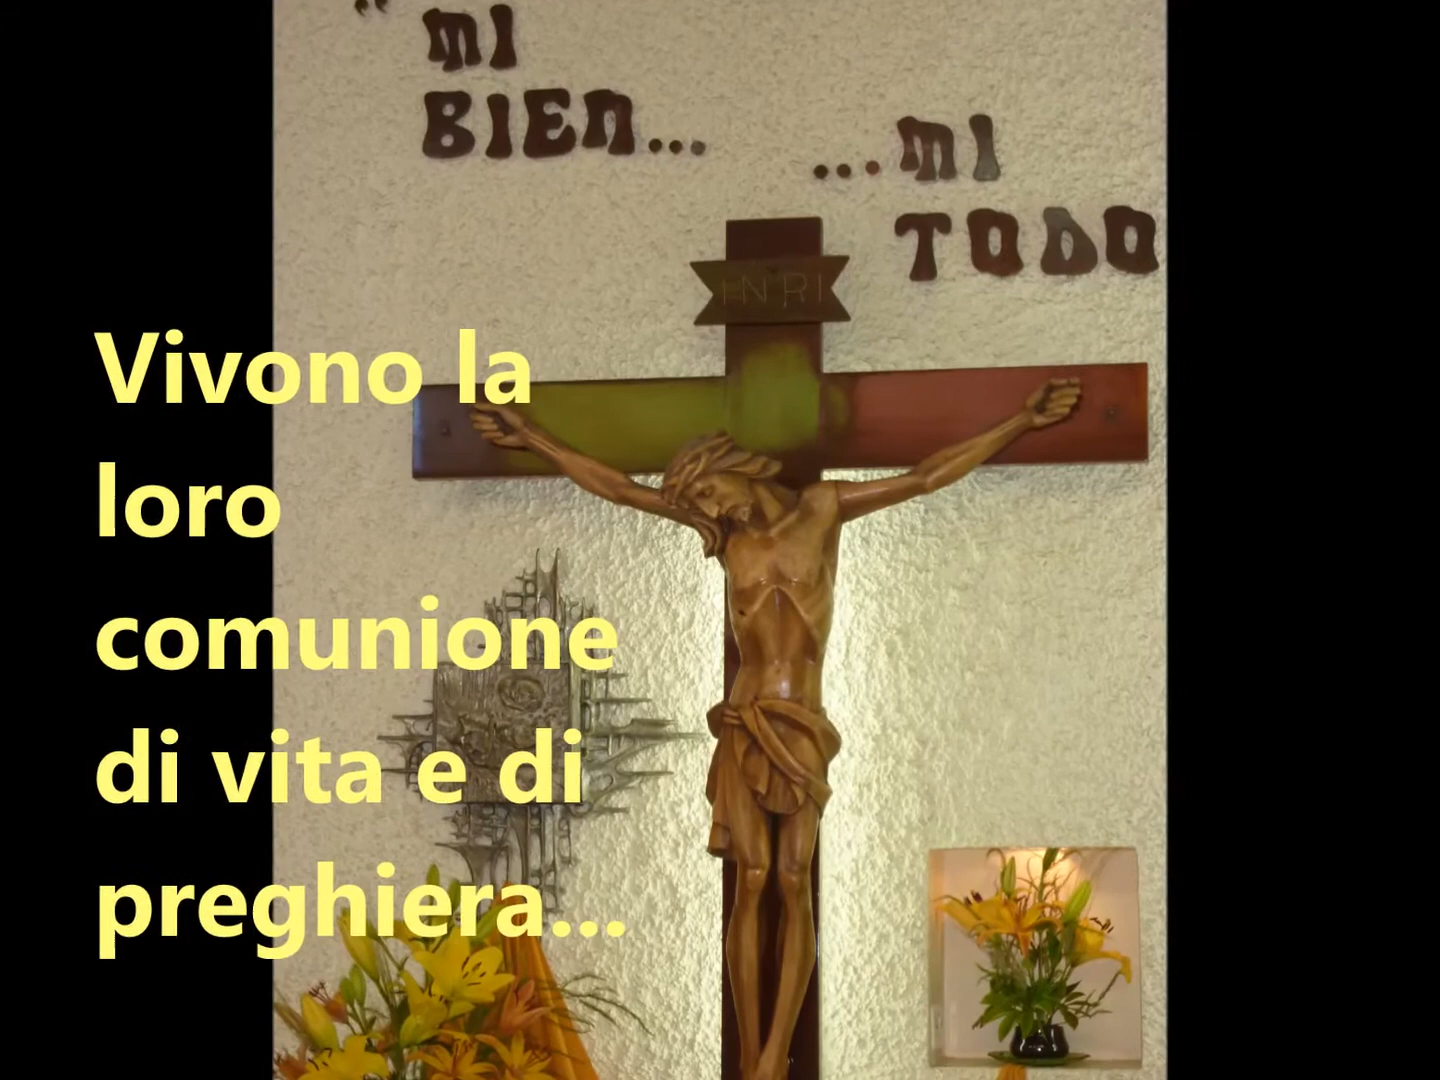 “ MI
BIEN...
...MI
TODO
INRI
Vivono la
loro
comunione
di vita e di
preghiera...